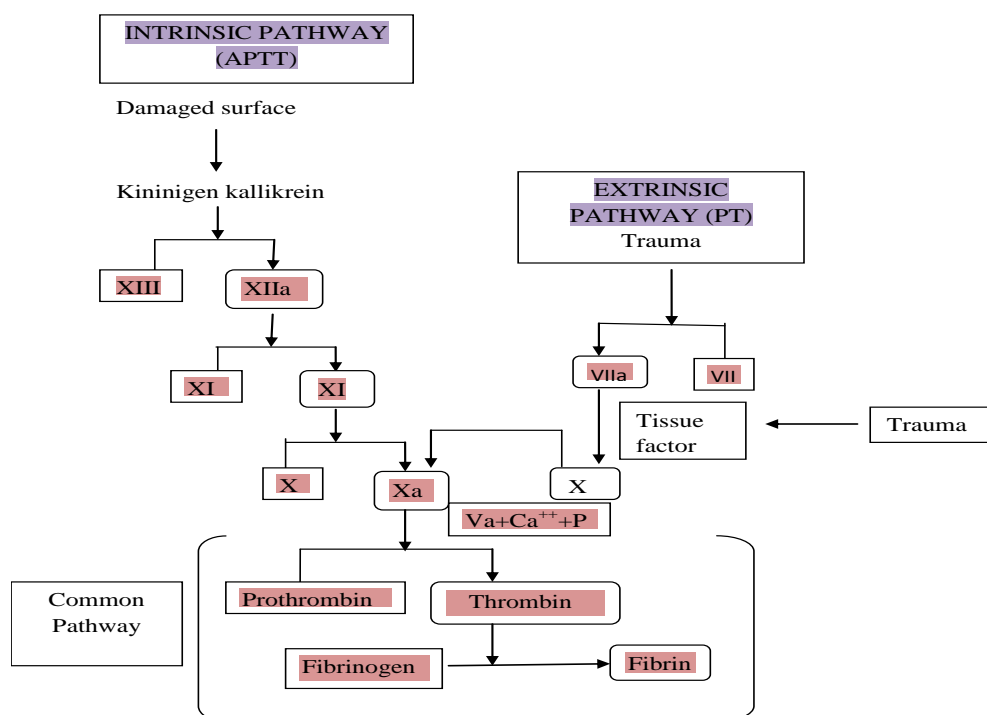 INTRINSIC PATHWAY
(APTT)
Damaged surface
Kininigen kallikrein
EXTRINSIC
PATHWAY (PT)
Trauma
XIII
XIIa
XI
XI
VIIa
VII
Tissue
factor
Trauma
X
Xa
X
Va+Ca⁺⁺+P
Common
Pathway
Prothrombin
Thrombin
Fibrinogen
Fibrin